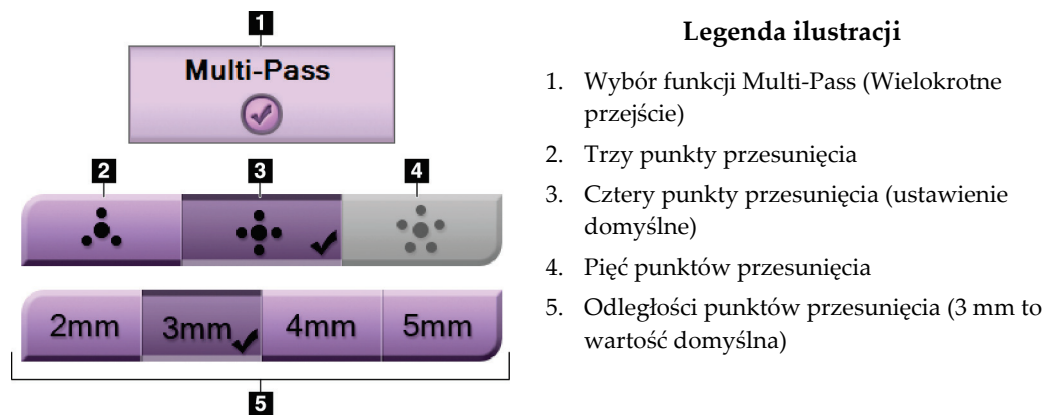 1
Multi-Pass
2 3 4
2mm 3mm 4mm 5mm
5
Legenda ilustracji
1. Wybór funkcji Multi-Pass (Wielokrotne
przejście)
2. Trzy punkty przesunięcia
3. Cztery punkty przesunięcia (ustawienie
domyślne)
4. Pięć punktów przesunięcia
5. Odległości punktów przesunięcia (3 mm to
wartość domyślna)